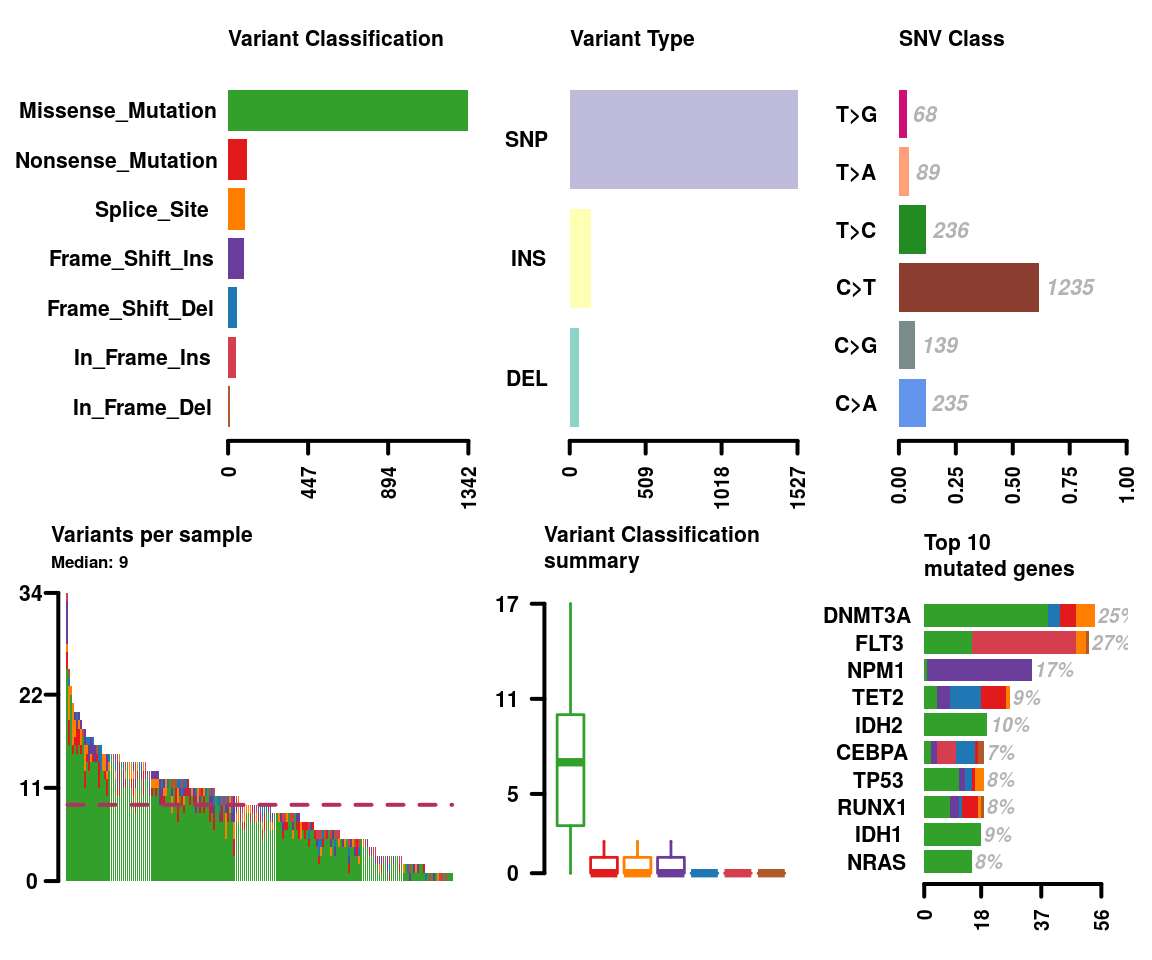 Variant Classification
Missense_Mutation
Nonsense_Mutation
Splice_Site
Frame_Shift_Ins
Frame_Shift_Del
In_Frame_Ins
In_Frame_Del
0
447
894
1342
Variant Type
SNP
INS
DEL
0
509
1018
1527
SNV Class
T>G 68
T>A 89
T>C 236
C>T 1235
C>G 139
C>A 235
0.00
0.25
0.50
0.75
1.00
Variants per sample
Median: 9
34
22
11
0
Variant Classification
summary
17
11
5
0
Top 10
mutated genes
DNMT3A 25%
FLT3 27%
NPM1 17%
TET2 9%
IDH2 10%
CEBPA 7%
TP53 8%
RUNX1 8%
IDH1 9%
NRAS 8%
0
18
37
56